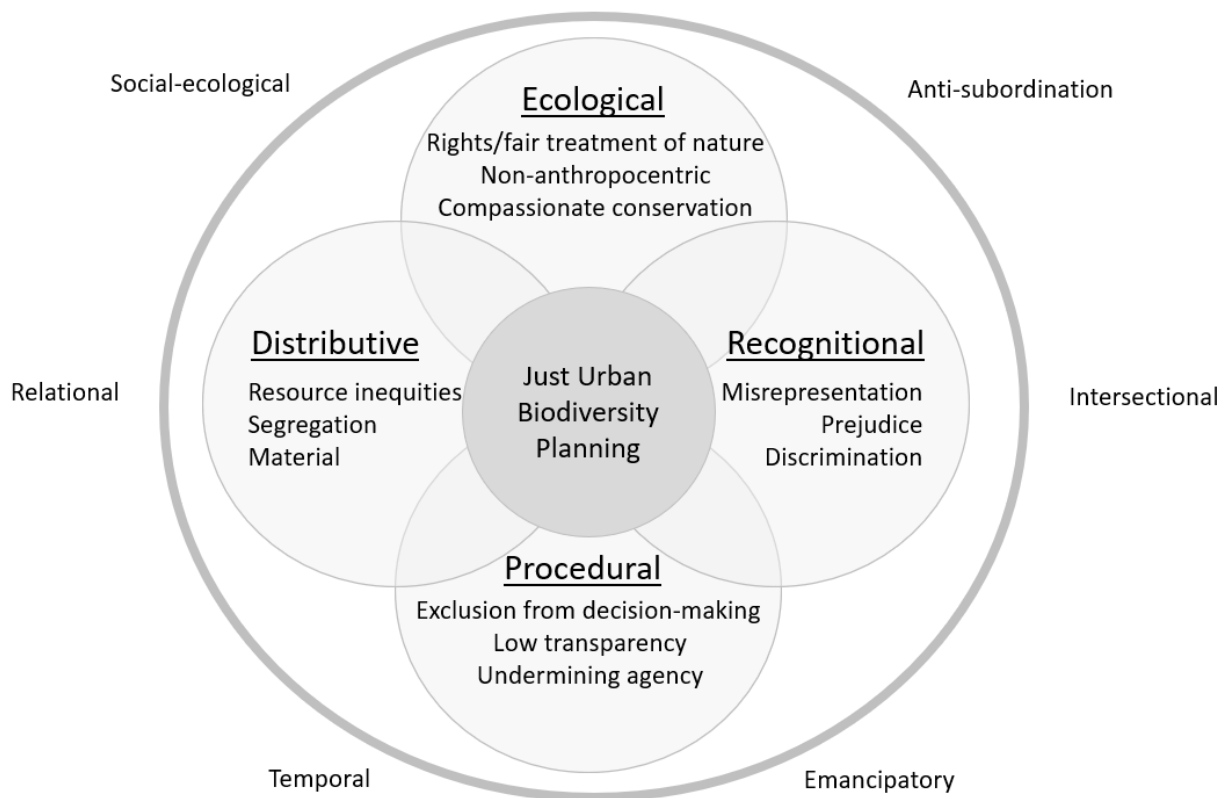 Social-ecological
Anti-subordination
Ecological
Rights/fair treatment of nature
Non-anthropocentric
Compassionate conservation
Distributive
Resource inequities
Segregation
Material
Just Urban
Biodiversity
Planning
Recognitional
Misrepresentation
Prejudice
Discrimination
Relational
Intersectional
Procedural
Exclusion from decision-making
Low transparency
Undermining agency
Temporal
Emancipatory